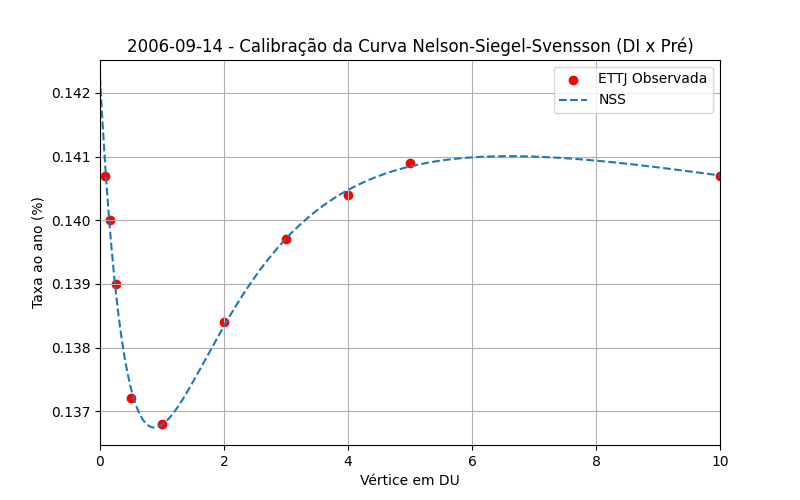 2006-09-14 - Calibração da Curva Nelson-Siegel-Svensson (DI x Pré)
ETTJ Observada
NSS
Taxa ao ano (%)
0.142
0.141
0.140
0.139
0.138
0.137
0 2 4 6 8 10
Vértice em DU